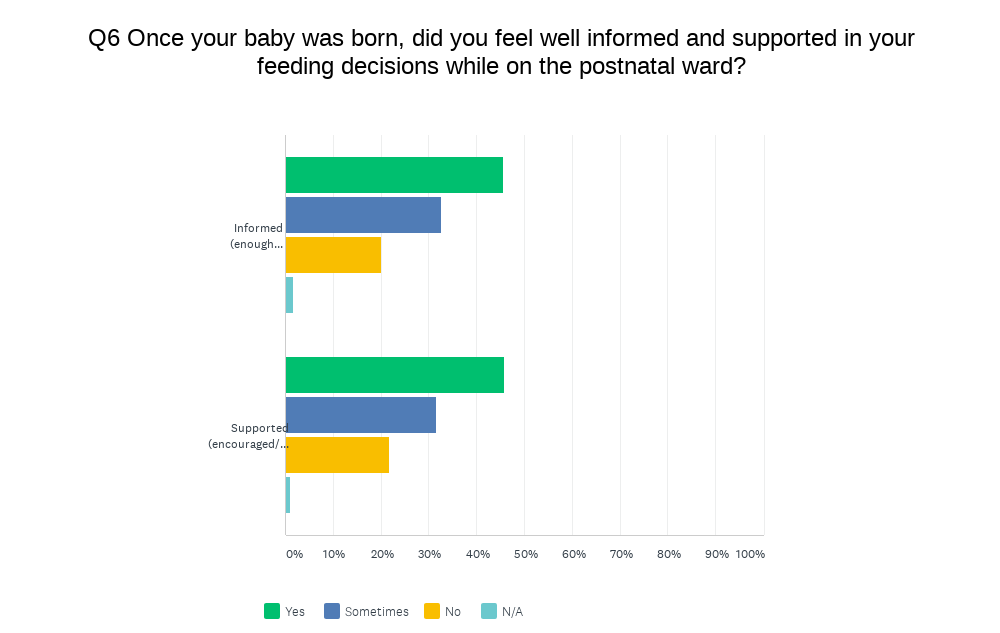 Q6 Once your baby was born, did you feel well informed and supported in your
feeding decisions while on the postnatal ward?
Informed
(enough...
Supported
(encouraged/...
0% 10% 20% 30% 40% 50% 60% 70% 80% 90% 100%
Yes Sometimes No N/A